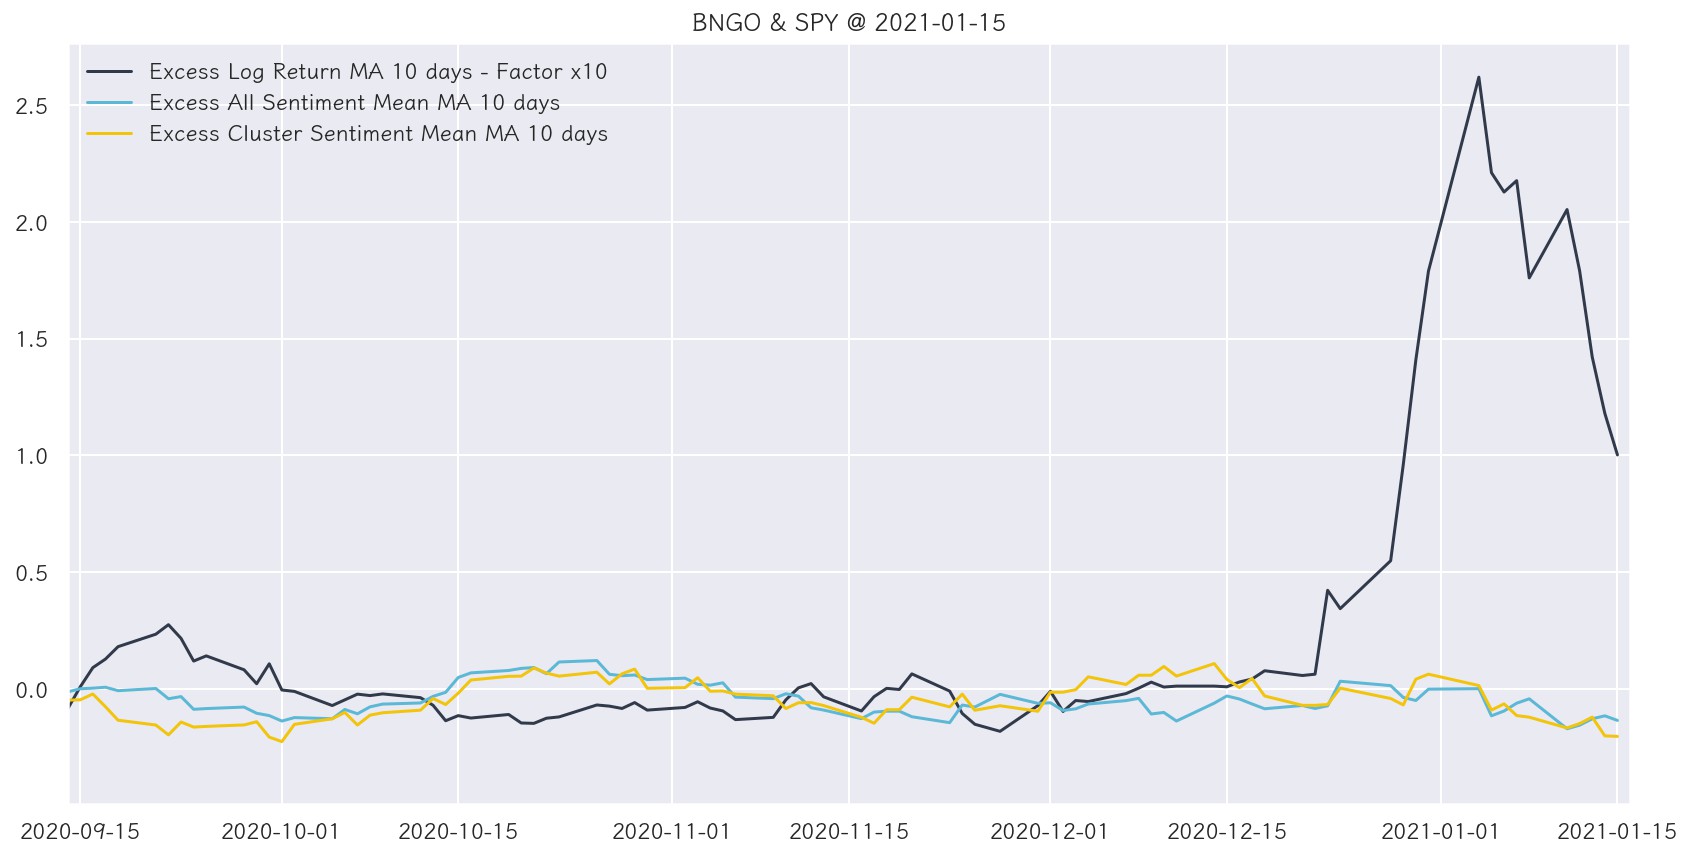 BNGO & SPY @ 2021-01-15
Excess Log Return MA 10 days - Factor x10
Excess All Sentiment Mean MA 10 days
Excess Cluster Sentiment Mean MA 10 days
2.5
2.0
1.5
1.0
0.5
0.0
2020-09-15 2020-10-01 2020-10-15 2020-11-01 2020-11-15 2020-12-01 2020-12-15 2021-01-01 2021-01-15